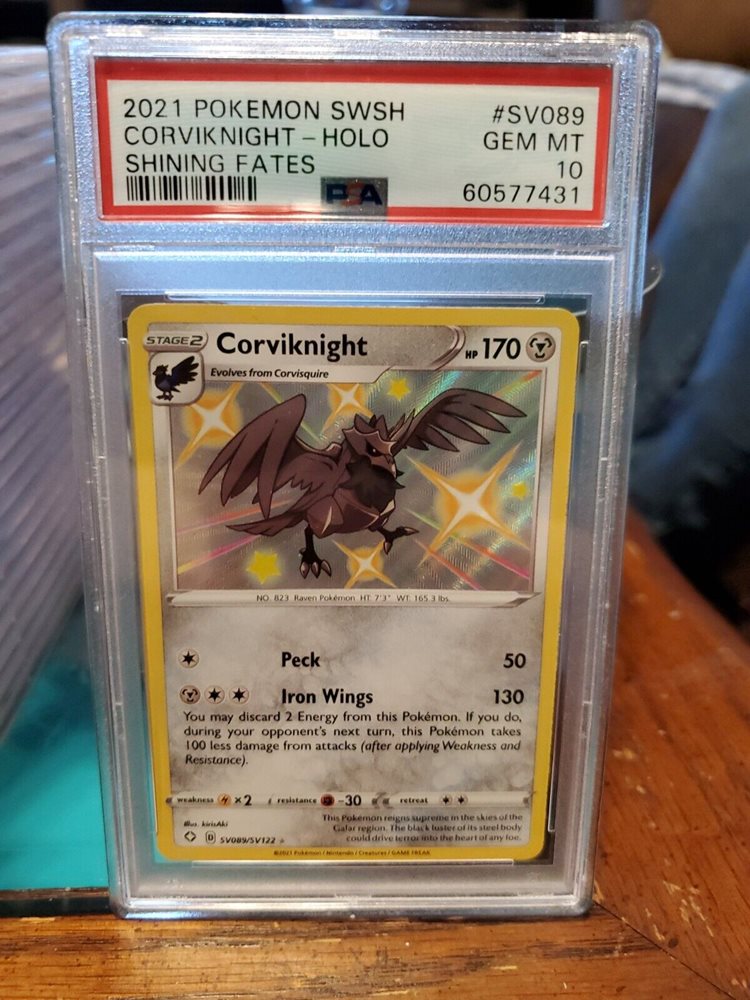 2021 POKEMON SWSH #SV089
CORVIKNIGHT - HOLO GEM MT
SHINING FATES 10
PSA 60577431
STAGE2 Corviknight HP 170
Evolves from Corvisquire
NO. 823 Raven Pokémon HT: 7'3" WT: 165.3 lbs.
Peck 50
Iron Wings 130
You may discard 2 Energy from this Pokémon. If you do,
during your opponent's next turn, this Pokémon takes
100 less damage from attacks (after applying Weakness and
Resistance).
weakness ×2 resistance -30 retreat
Illus. kirisAki
This Pokémon reigns supreme in the skies of the
Galar region. The black luster of its steel body
could drive terror into the heart of any foe.
D SV089/SV122
©2021 Pokémon / Nintendo / Creatures / GAME FREAK